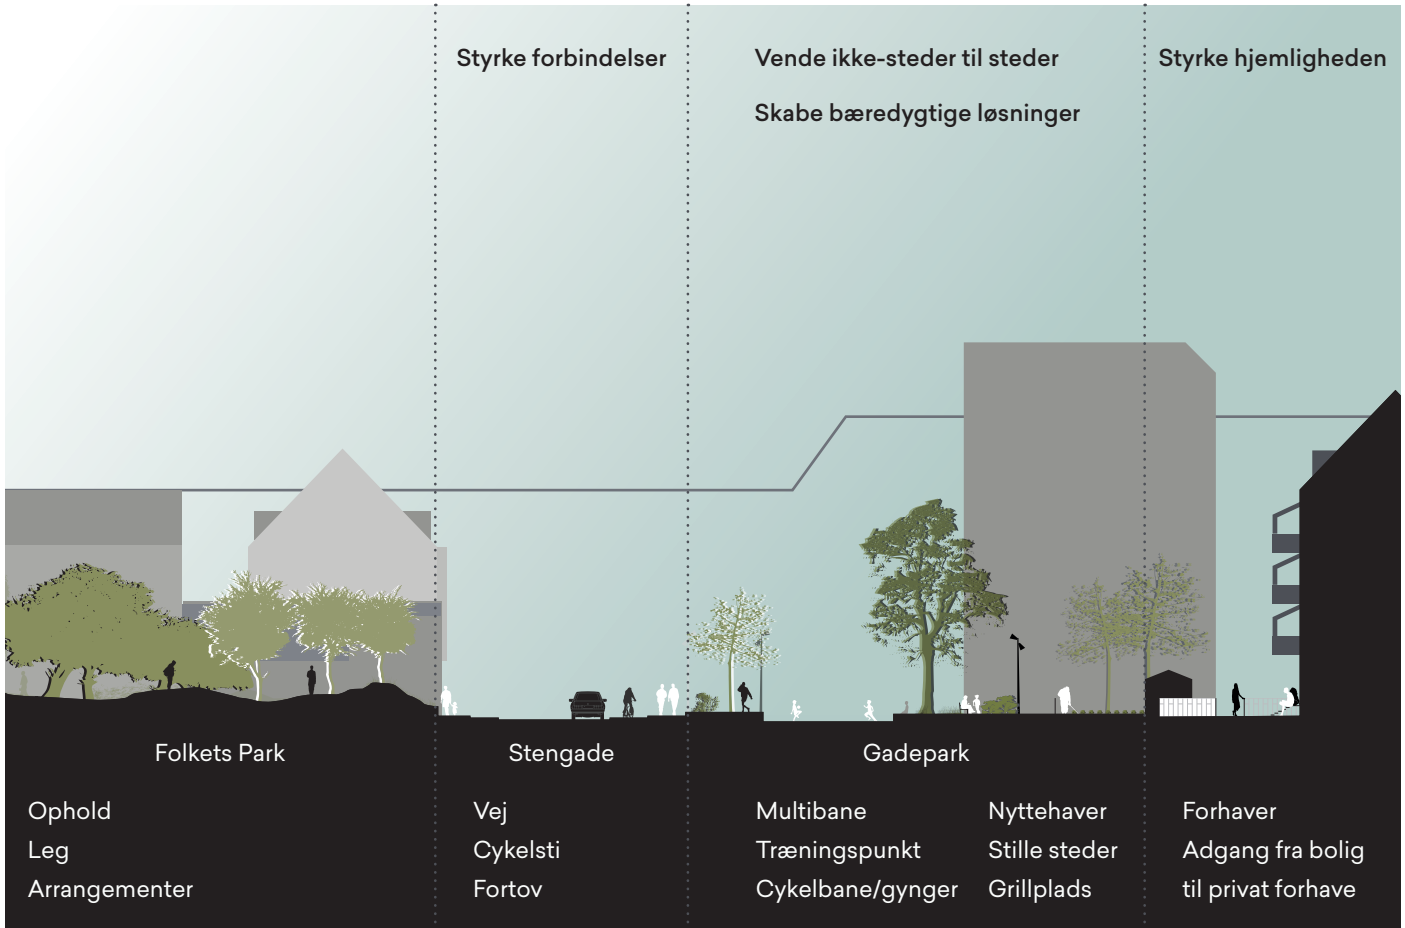 Styrke forbindelser
Vende ikke-steder til steder
Skabe bæredygtige løsninger
Styrke hjemligheden
Folkets Park
Ophold
Leg
Arrangementer
Stengade
Vej
Cykelsti
Fortov
Gadepark
Multibane
Træningspunkt
Cykelbane/gynger
Nyttehaver
Stille steder
Grillplads
Forhaver
Adgang fra bolig
til privat forhave